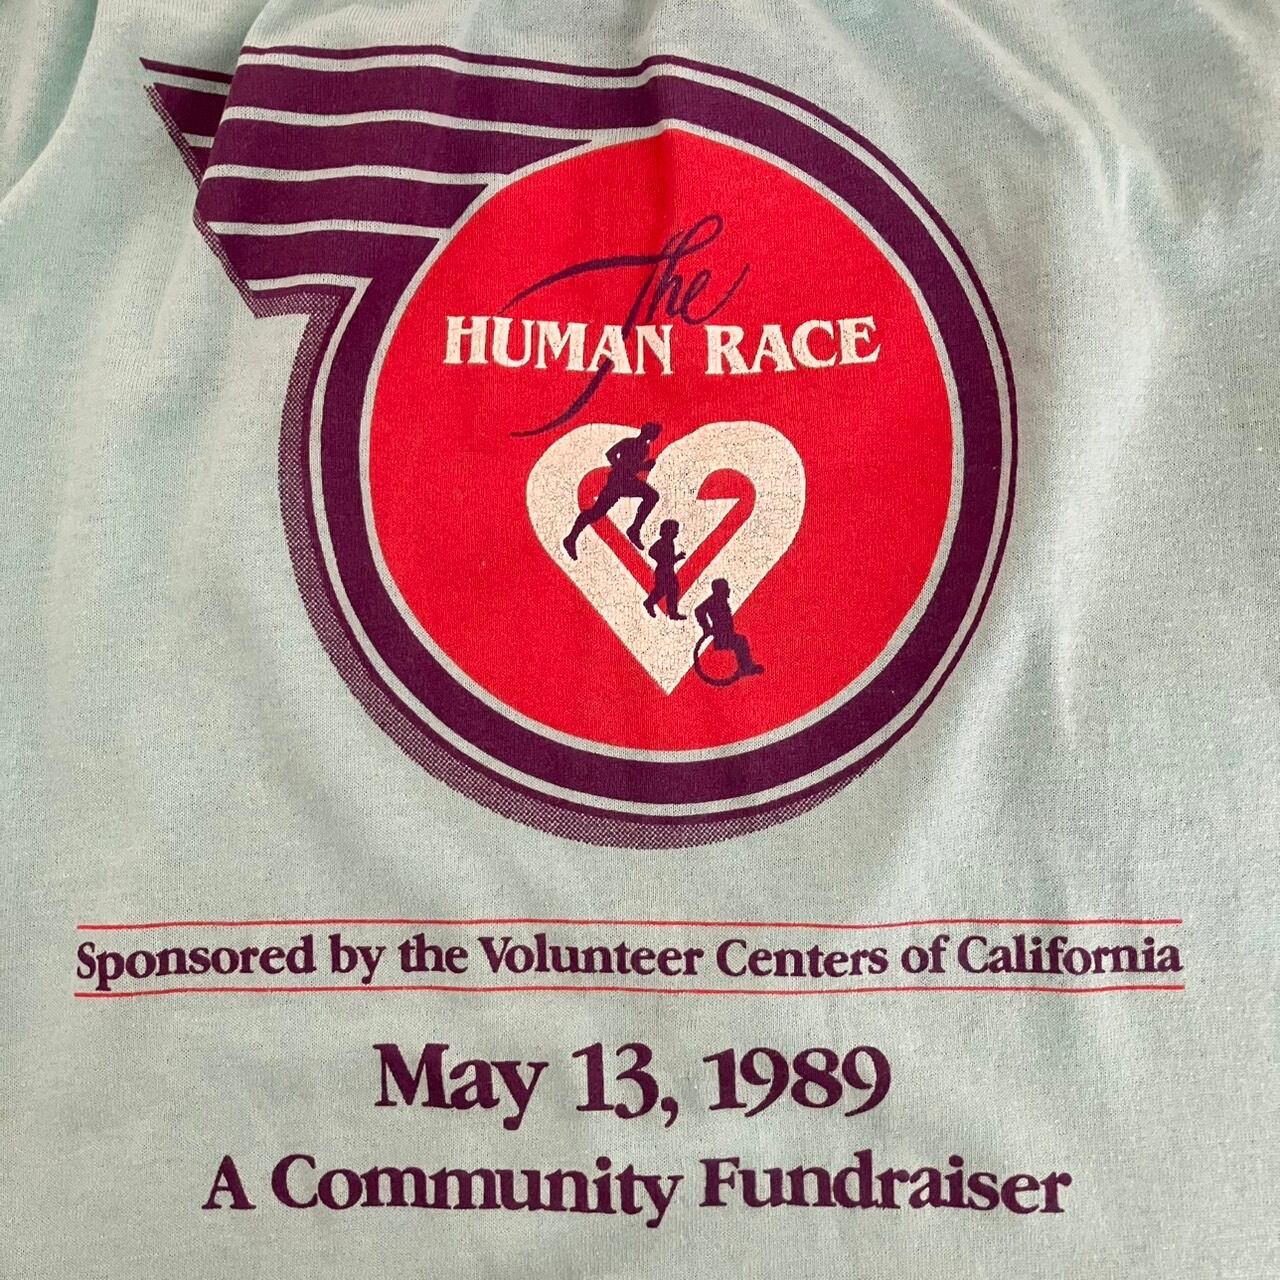 The
HUMAN RACE
Sponsored by the Volunteer Centers of California
May 13, 1989
A Community Fundraiser